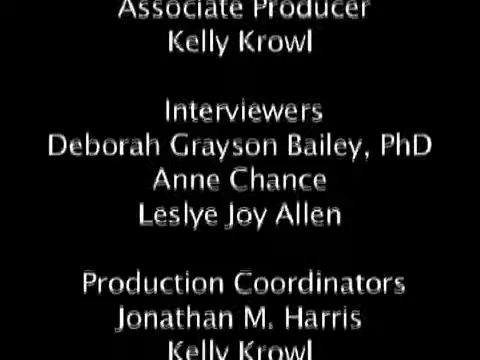 Associate Producer
Kelly Krowl
Interviewers
Deborah Grayson Bailey, PhD
Anne Chance
Leslye Joy Allen
Production Coordinators
Jonathan M. Harris
Kelly Krowl